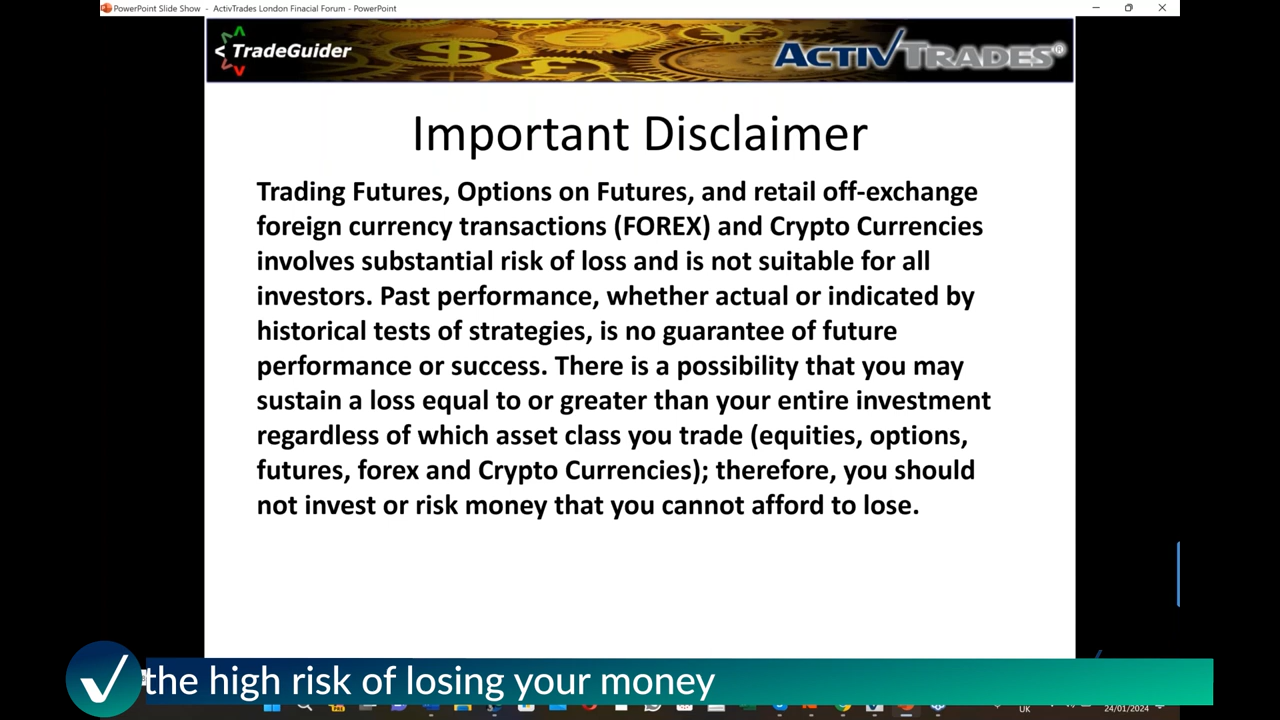 PowerPoint Slide Show - ActivTrades London Finacial Forum - PowerPoint
TradeGuider
ACTIVTRADES®
Important Disclaimer
Trading Futures, Options on Futures, and retail off-exchange
foreign currency transactions (FOREX) and Crypto Currencies
involves substantial risk of loss and is not suitable for all
investors. Past performance, whether actual or indicated by
historical tests of strategies, is no guarantee of future
performance or success. There is a possibility that you may
sustain a loss equal to or greater than your entire investment
regardless of which asset class you trade (equities, options,
futures, forex and Crypto Currencies); therefore, you should
not invest or risk money that you cannot afford to lose.
the high risk of losing your money
UK
24/01/2024